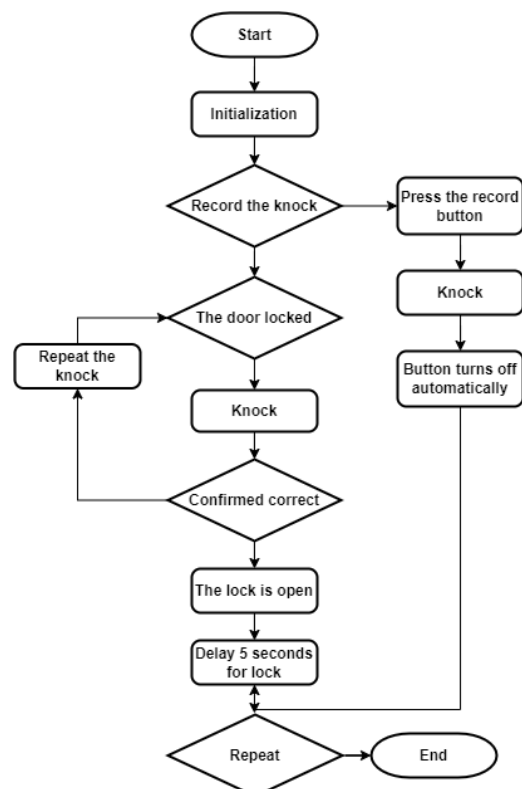 Start
Initialization
Record the knock
Press the record
button
Knock
The door locked
Repeat the
knock
Button turns off
automatically
Knock
Confirmed correct
The lock is open
Delay 5 seconds
for lock
Repeat
End